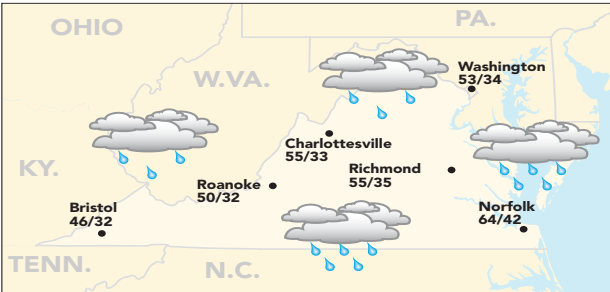 OHIO
PA.
W.VA.
Washington
53/34
Charlottesville
55/33
KY.
Richmond
55/35
Roanoke
50/32
Bristol
46/32
Norfolk
64/42
TENN.
N.C.